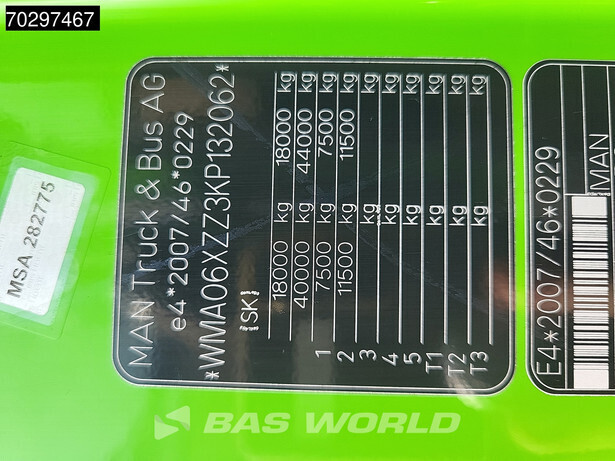 70297467
MSA 282775
MAN Truck & Bus AG
e4*2007/46*0229
*WMA06XZZ3KP132062*
SK
18000 kg 18000 kg
40000 kg 44000 kg
1 7500 kg 7500 kg
2 11500 kg 11500 kg
3 kg kg
4 kg kg
5 kg kg
T1 kg kg
T2 kg kg
T3 kg kg
MAN
E4*2007/46*0229
BAS WORLD